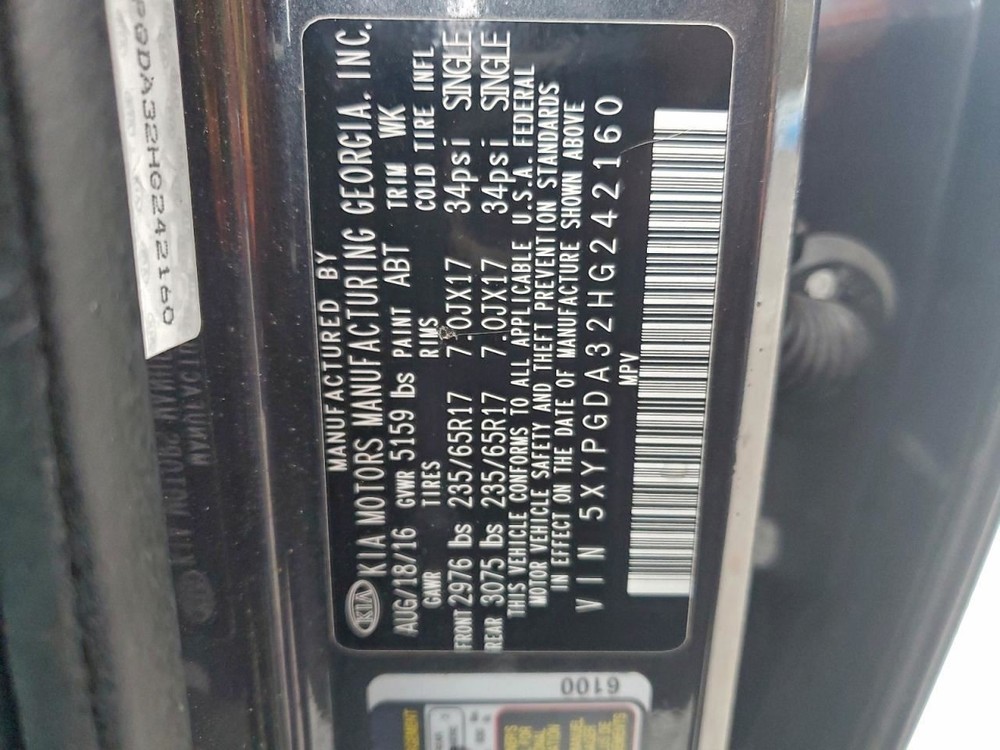 PGDA32HG242160
MANUFACTURED BY
KIA KIA MOTORS MANUFACTURING GEORGIA. INC.
AUG/18/16 GVWR 5159 lbs PAINT ABT TRIM WK
GAWR TIRES RIMS COLD TIRE INFL
FRONT 2976 lbs 235/65R17 7.0JX17 34psi SINGLE
REAR 3075 lbs 235/65R17 7.0JX17 34psi SINGLE
THIS VEHICLE CONFORMS TO ALL APPLICABLE U.S.A. FEDERAL
MOTOR VEHICLE SAFETY AND THEFT PREVENTION STANDARDS
IN EFFECT ON THE DATE OF MANUFACTURE SHOWN ABOVE
VIN 5XYPGDA32HG242160
MPV
6100